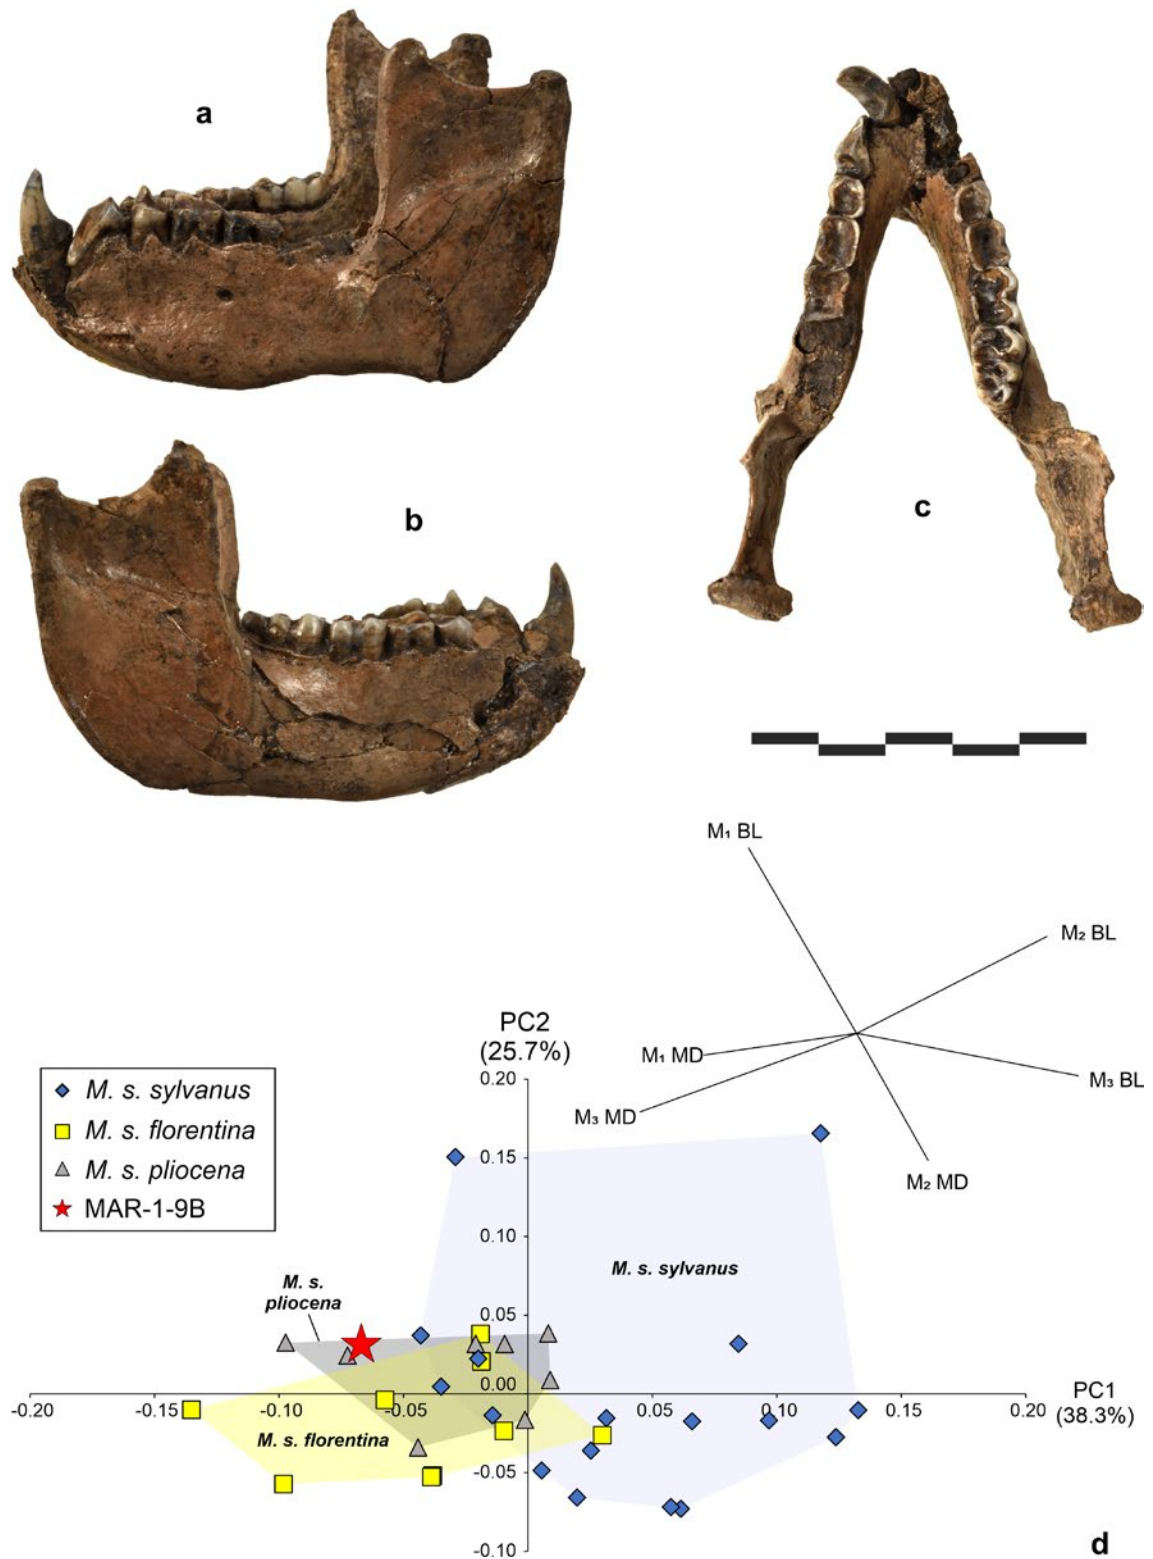 a
b
c
M₁ BL
M₂ BL
M₁ MD
M₃ BL
M₃ MD
M₂ MD
PC2
(25.7%)
M. s. sylvanus
M. s. florentina
M. s. pliocena
MAR-1-9B
0.20
0.15
0.10
0.05
0.00
-0.05
-0.10
M. s. sylvanus
M. s.
pliocena
M. s. florentina
-0.20
-0.15
-0.10
-0.05
0.05
0.10
0.15
0.20
PC1
(38.3%)
d